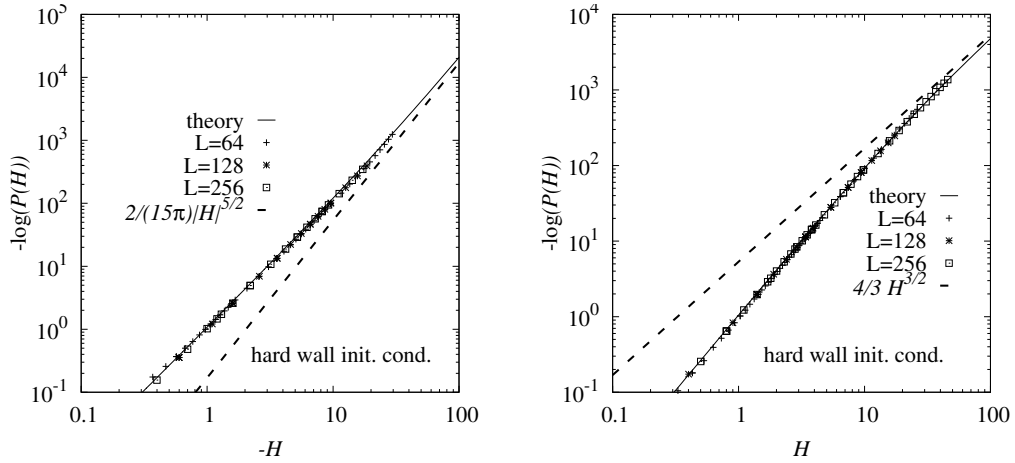 10^5
10^4
10^3
10^2
10^1
10^0
10^-1
-log(P(H))
theory
L=64
L=128
L=256
2/(15π)|H|^5/2
hard wall init. cond.
0.1 1 10 100
-H
10^4
10^3
10^2
10^1
10^0
10^-1
-log(P(H))
theory
L=64
L=128
L=256
4/3 H^3/2
hard wall init. cond.
0.1 1 10 100
H